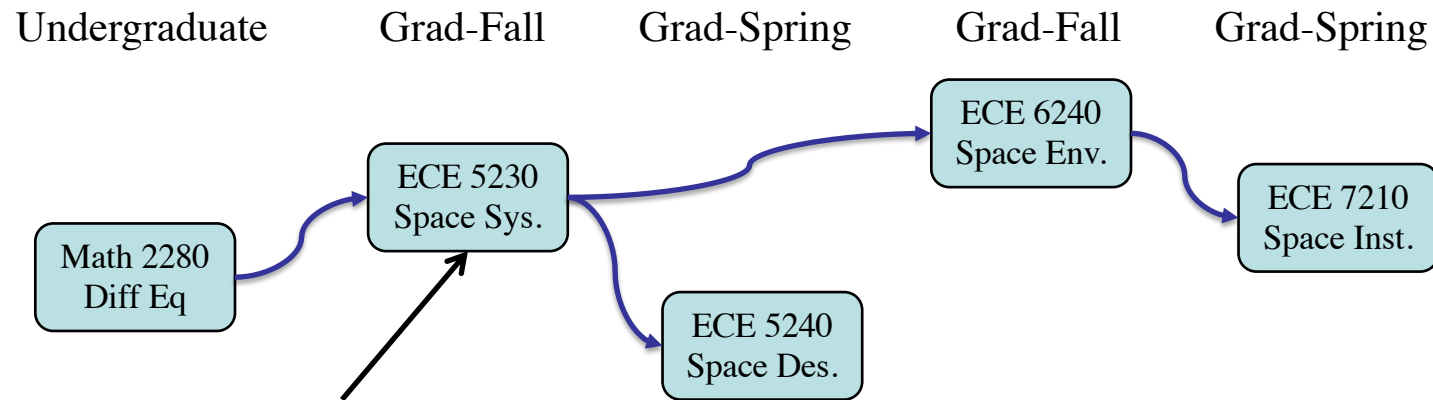 Undergraduate
Grad-Fall
Grad-Spring
Grad-Fall
Grad-Spring
Math 2280
Diff Eq
ECE 5230
Space Sys.
ECE 5240
Space Des.
ECE 6240
Space Env.
ECE 7210
Space Inst.